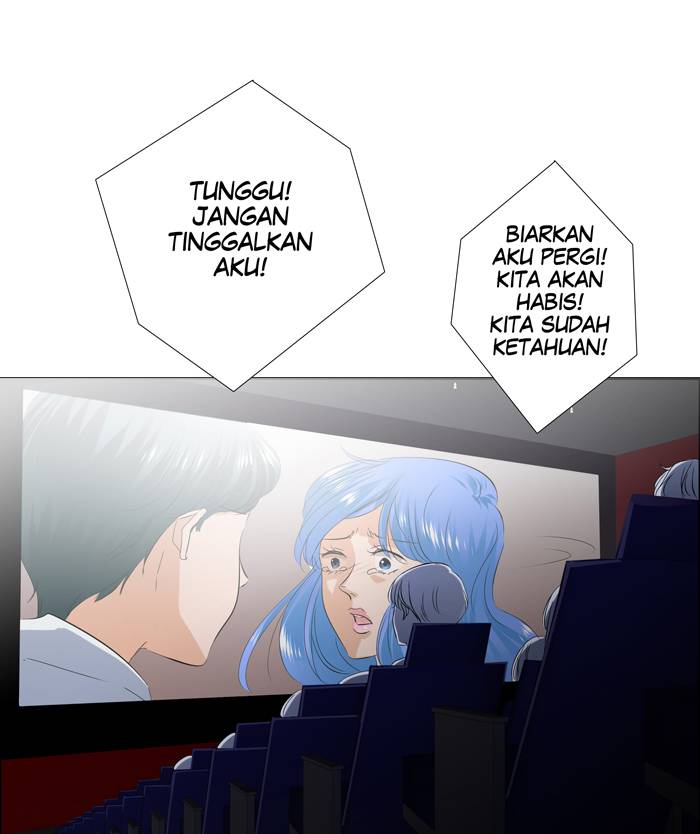 TUNGGU!
JANGAN
TINGGALKAN
AKU!
BIARKAN
AKU PERGI!
KITA AKAN
HABIS!
KITA SUDAH
KETAHUAN!